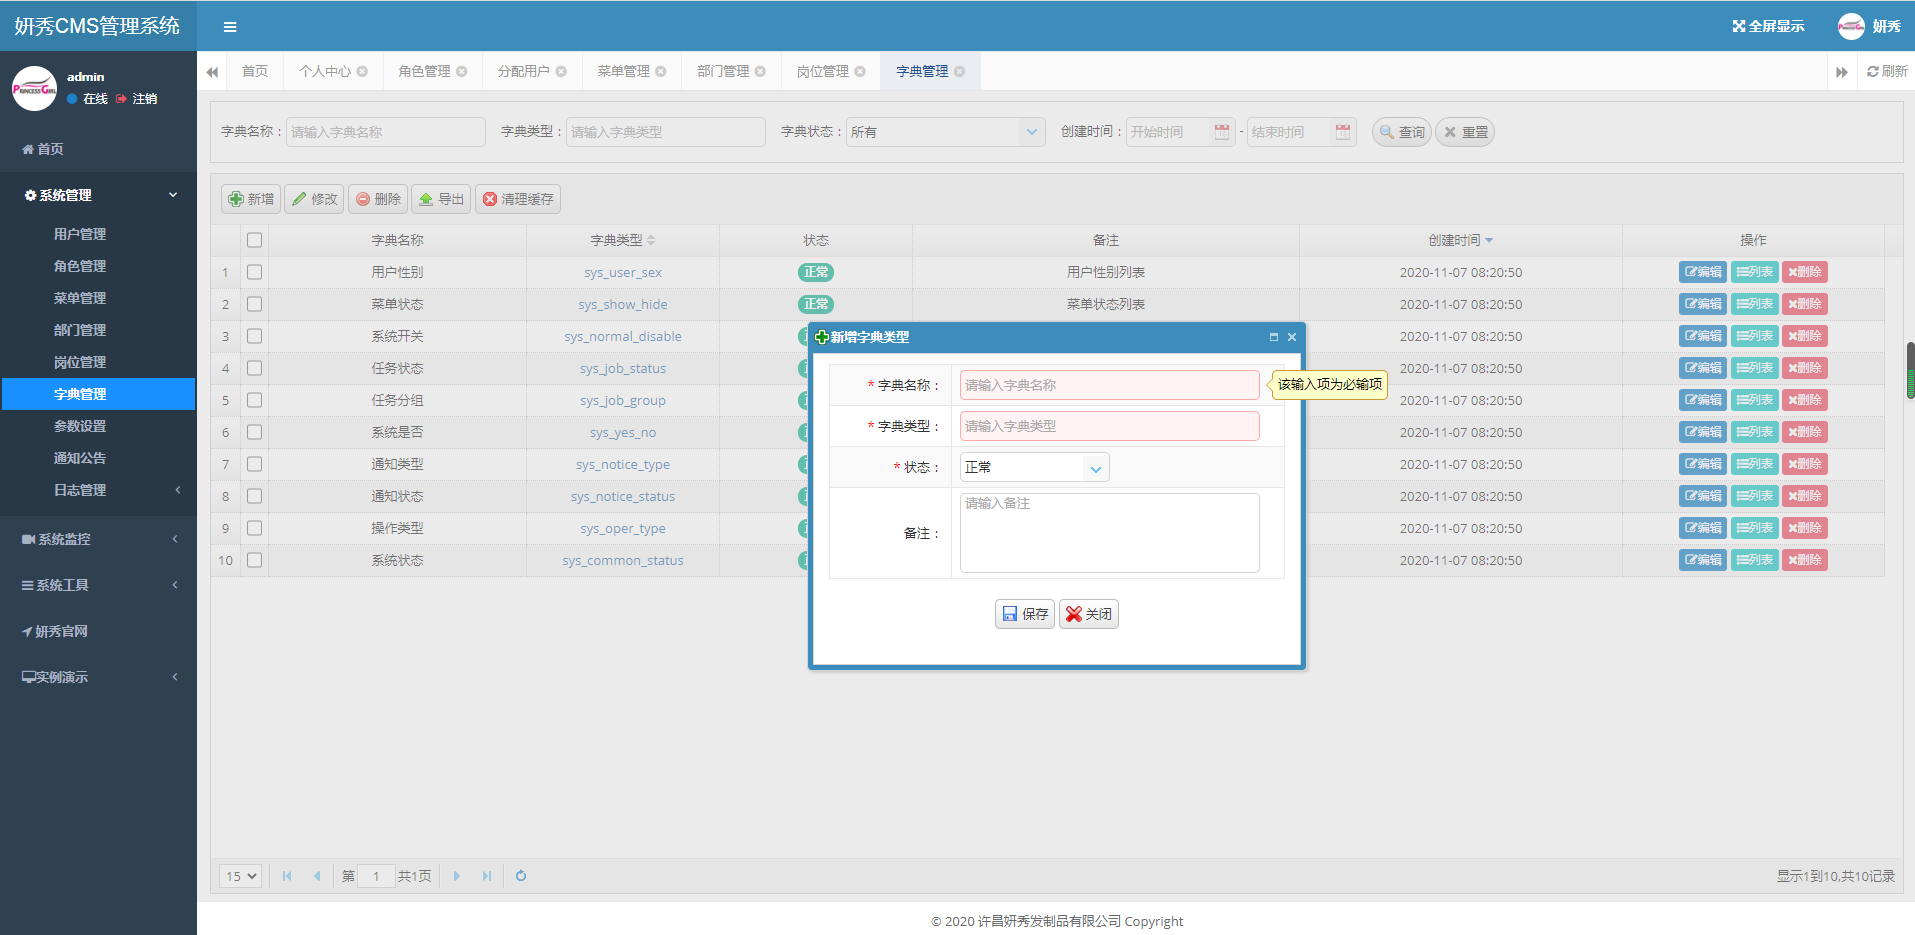 妍秀CMS管理系统
全屏显示
妍秀
admin
在线 注销
首页 个人中心 角色管理 分配用户 菜单管理 部门管理 岗位管理 字典管理 刷新
首页
系统管理
用户管理
角色管理
菜单管理
部门管理
岗位管理
字典管理
参数设置
通知公告
日志管理
系统监控
系统工具
妍秀官网
实例演示
字典名称： 请输入字典名称 字典类型： 请输入字典类型 字典状态： 所有 创建时间： 开始时间 - 结束时间 查询 重置
新增 修改 删除 导出 清理缓存
字典名称 字典类型 状态 备注 创建时间 操作
1 用户性别 sys_user_sex 正常 用户性别列表 2020-11-07 08:20:50 编辑 列表 删除
2 菜单状态 sys_show_hide 正常 菜单状态列表 2020-11-07 08:20:50 编辑 列表 删除
3 系统开关 sys_normal_disable 2020-11-07 08:20:50 编辑 列表 删除
4 任务状态 sys_job_status 2020-11-07 08:20:50 编辑 列表 删除
5 任务分组 sys_job_group 2020-11-07 08:20:50 编辑 列表 删除
6 系统是否 sys_yes_no 2020-11-07 08:20:50 编辑 列表 删除
7 通知类型 sys_notice_type 2020-11-07 08:20:50 编辑 列表 删除
8 通知状态 sys_notice_status 2020-11-07 08:20:50 编辑 列表 删除
9 操作类型 sys_oper_type 2020-11-07 08:20:50 编辑 列表 删除
10 系统状态 sys_common_status 2020-11-07 08:20:50 编辑 列表 删除
新增字典类型
* 字典名称： 请输入字典名称
该输入项为必输项
* 字典类型： 请输入字典类型
* 状态： 正常
备注： 请输入备注
保存 关闭
15 第 1 共1页
显示1到10,共10记录
© 2020 许昌妍秀发制品有限公司 Copyright